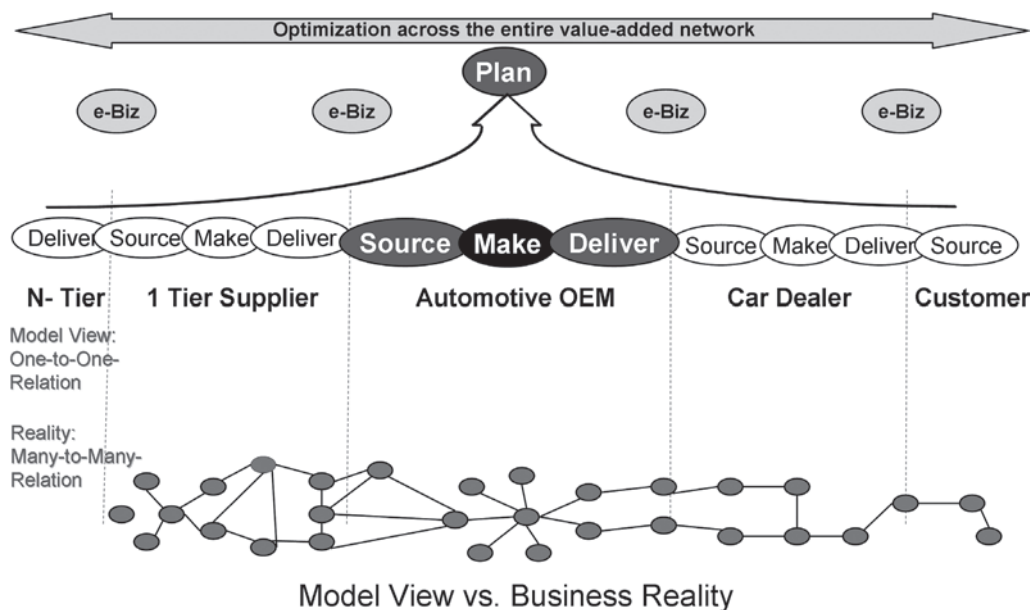 Optimization across the entire value-added network
Plan
e-Biz
e-Biz
e-Biz
e-Biz
Deliver
Source
Make
Deliver
Source
Make
Deliver
Source
Make
Deliver
Source
N- Tier
1 Tier Supplier
Automotive OEM
Car Dealer
Customer
Model View:
One-to-One-
Relation
Reality:
Many-to-Many-
Relation
Model View vs. Business Reality